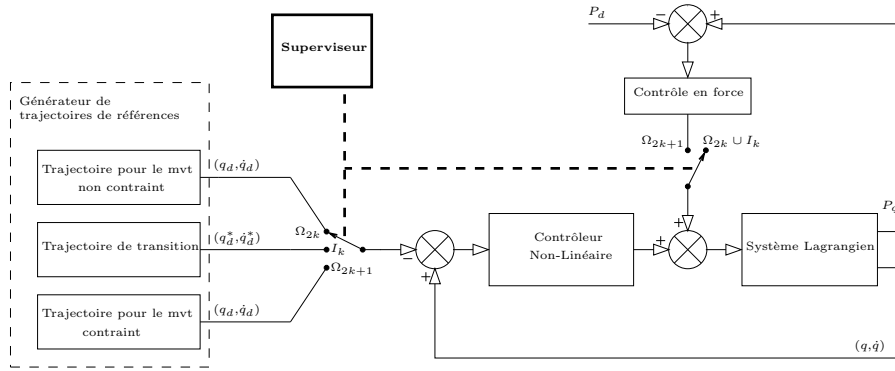 P_d
−
+
Superviseur
Générateur de
trajectoires de références
Contrôle en force
Ω_{2k+1}
Ω_{2k} ∪ I_k
Trajectoire pour le mvt
non contraint
(q_d, q̇_d)
Trajectoire de transition
(q_d^*, q̇_d^*)
Ω_{2k}
I_k
Ω_{2k+1}
−
+
Contrôleur
Non-Linéaire
+
+
Système Lagrangien
P_q
Trajectoire pour le mvt
contraint
(q_d, q̇_d)
(q, q̇)